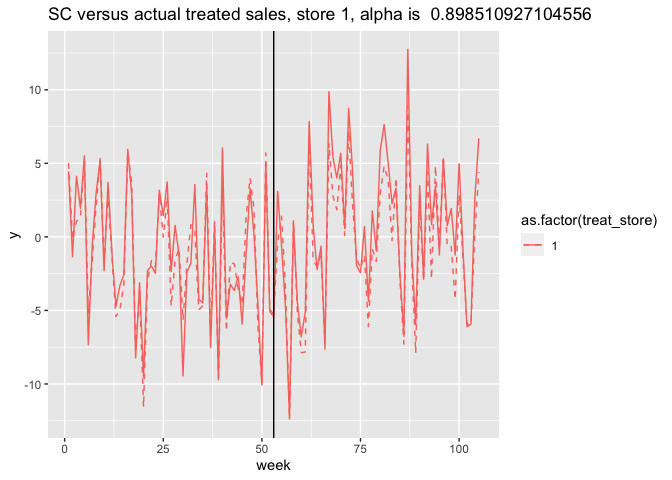 SC versus actual treated sales, store 1, alpha is  0.898510927104556
10
5
0
-5
-10
y
0
25
50
75
100
week
as.factor(treat_store)
1